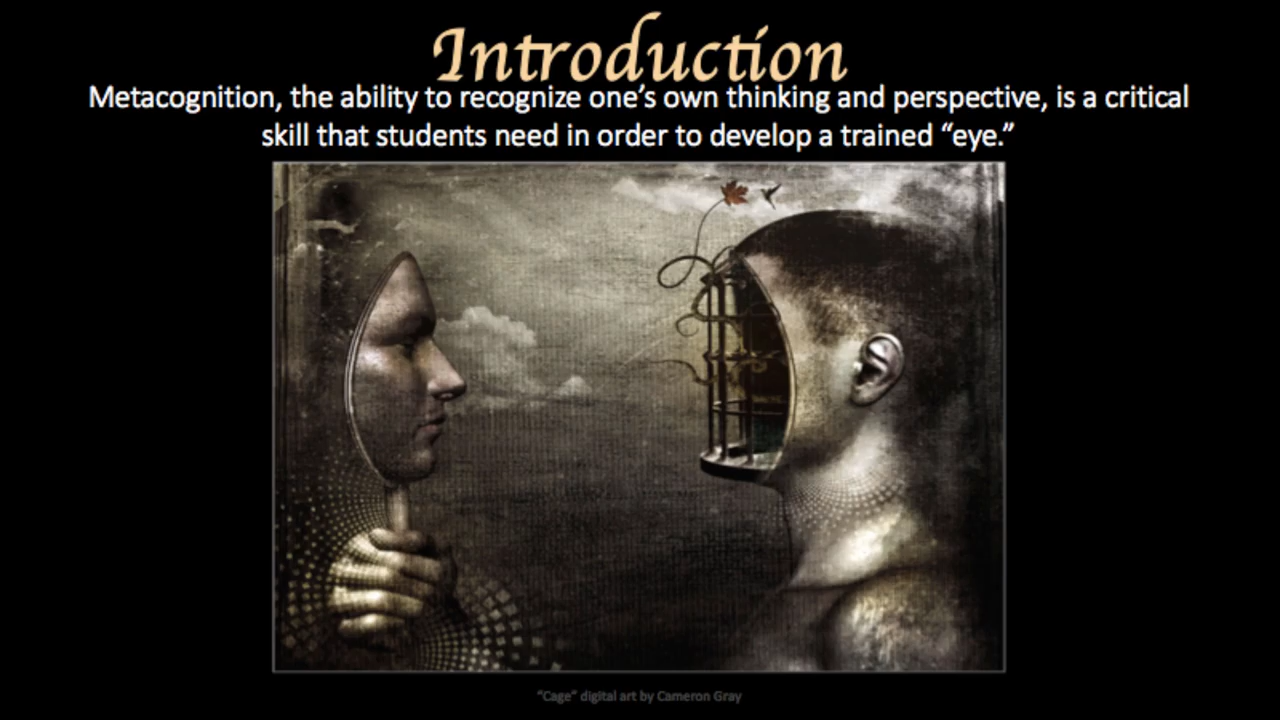 Introduction
Metacognition, the ability to recognize one’s own thinking and perspective, is a critical
skill that students need in order to develop a trained “eye.”
“Cage” digital art by Cameron Gray